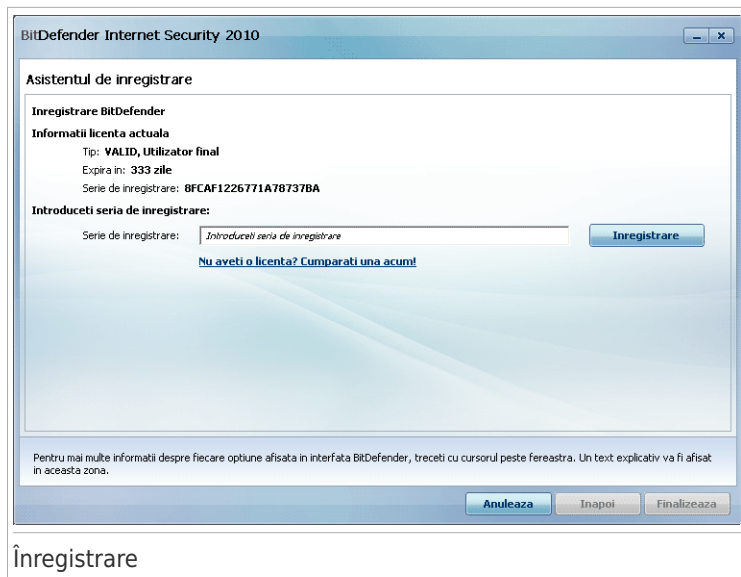 BitDefender Internet Security 2010
Asistentul de inregistrare
Inregistrare BitDefender
Informatii licenta actuala
Tip: VALID, Utilizator final
Expira in: 333 zile
Serie de inregistrare: 8FCAF1226771A78737BA
Introduceti seria de inregistrare:
Serie de inregistrare: Introduceti seria de inregistrare Inregistrare
Nu aveti o licenta? Cumparati una acum!
Pentru mai multe informatii despre fiecare optiune afisata in interfata BitDefender, treceti cu cursorul peste fereastra. Un text explicativ va fi afisat
in aceasta zona.
Anuleaza Inapoi Finalizeaza
Înregistrare